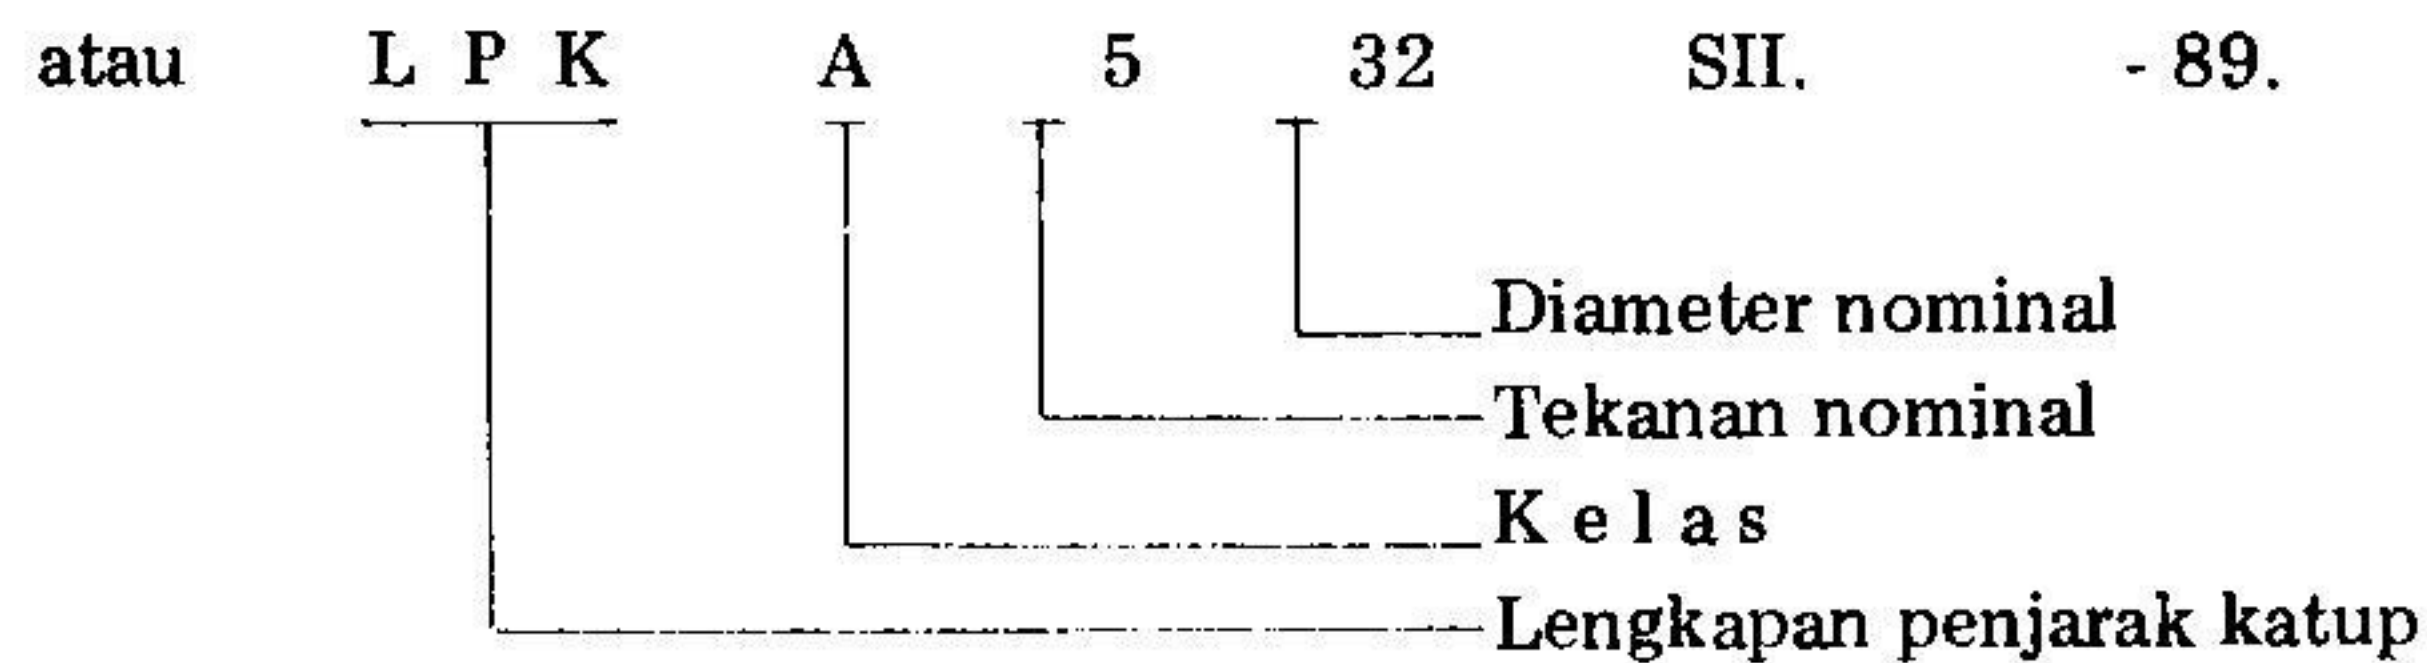 atau L P K A 5 32 SII. - 89.
Diameter nominal
Tekanan nominal
K e l a s
Lengkapan penjarak katup